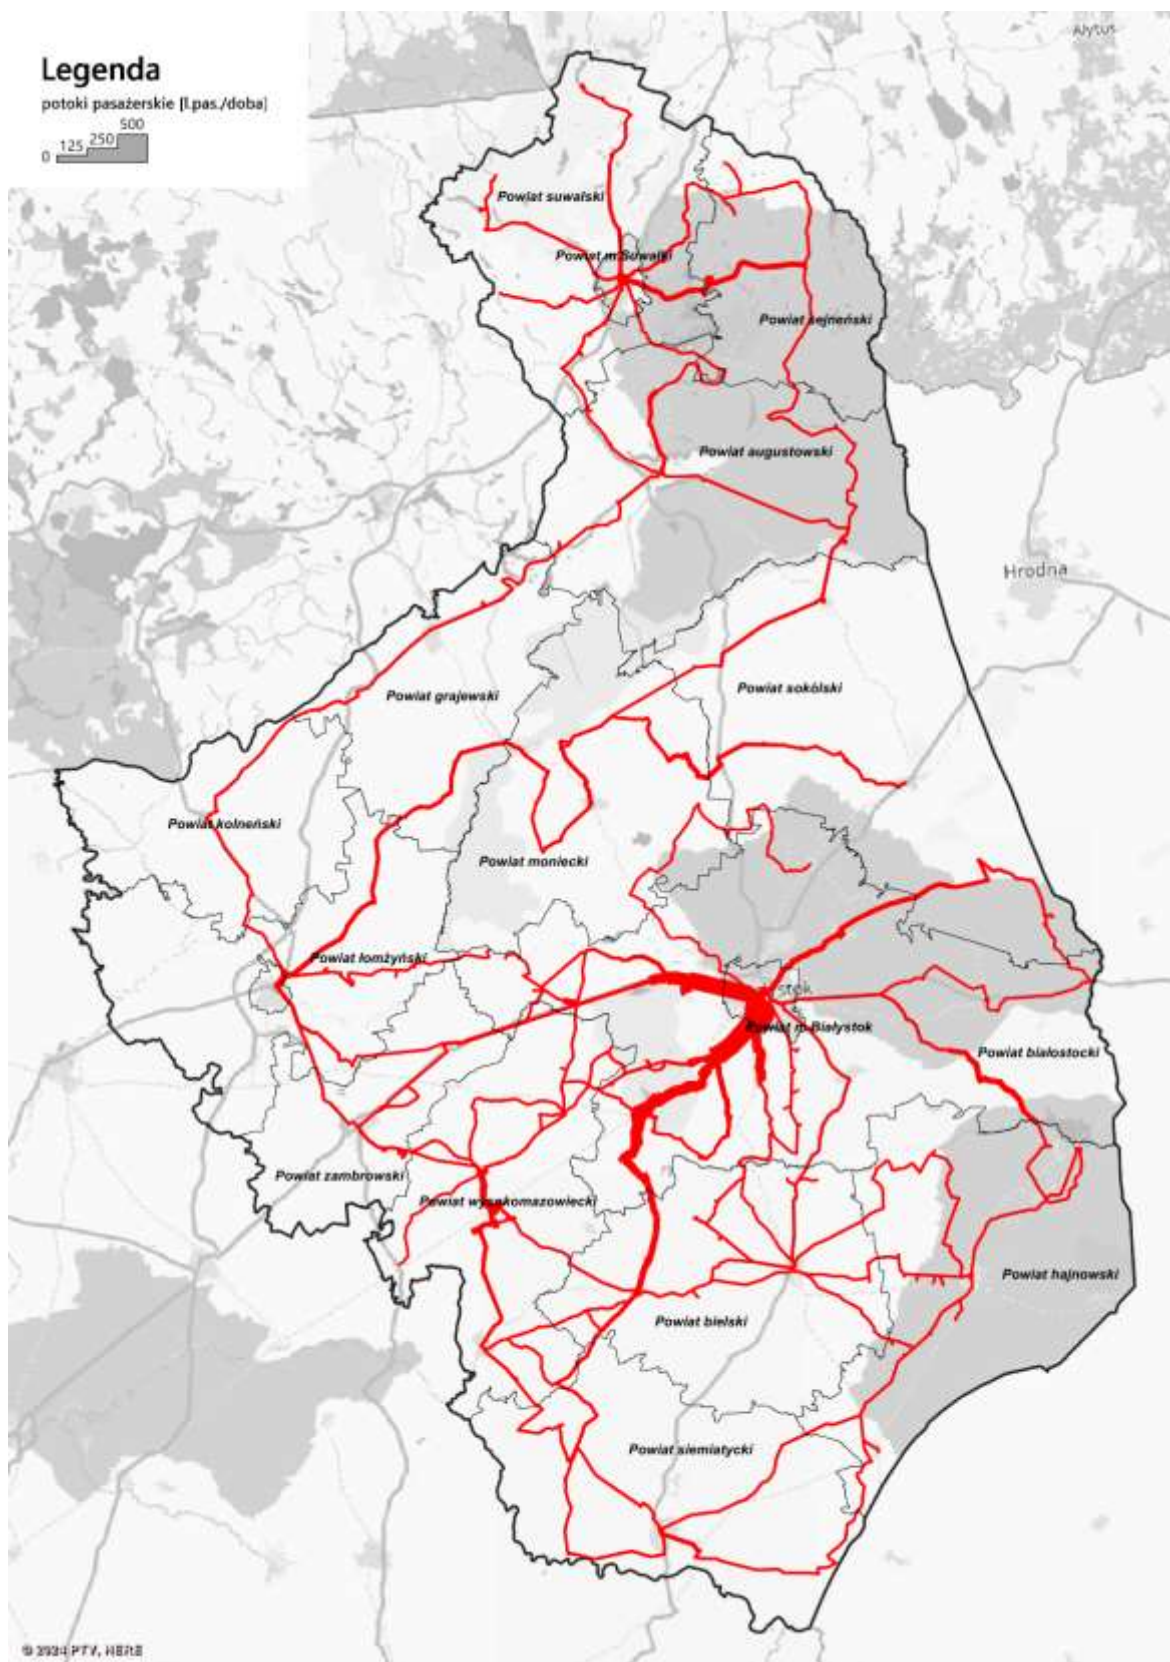 Alytus
Legenda
potoki pasażerskie [l.pas./doba]
500
250
125
0
Powiat suwalski
Powiat m.Suwałki
Powiat sejneński
Powiat augustowski
Hrodna
Powiat sokólski
Powiat grajewski
Powiat kolneński
Powiat moniecki
Powiat łomżyński
stok
Powiat m.Białystok
Powiat białostocki
Powiat zambrowski
Powiat wysokomazowiecki
Powiat hajnowski
Powiat bielski
Powiat siemiatycki
© 2024 PTV, HERE